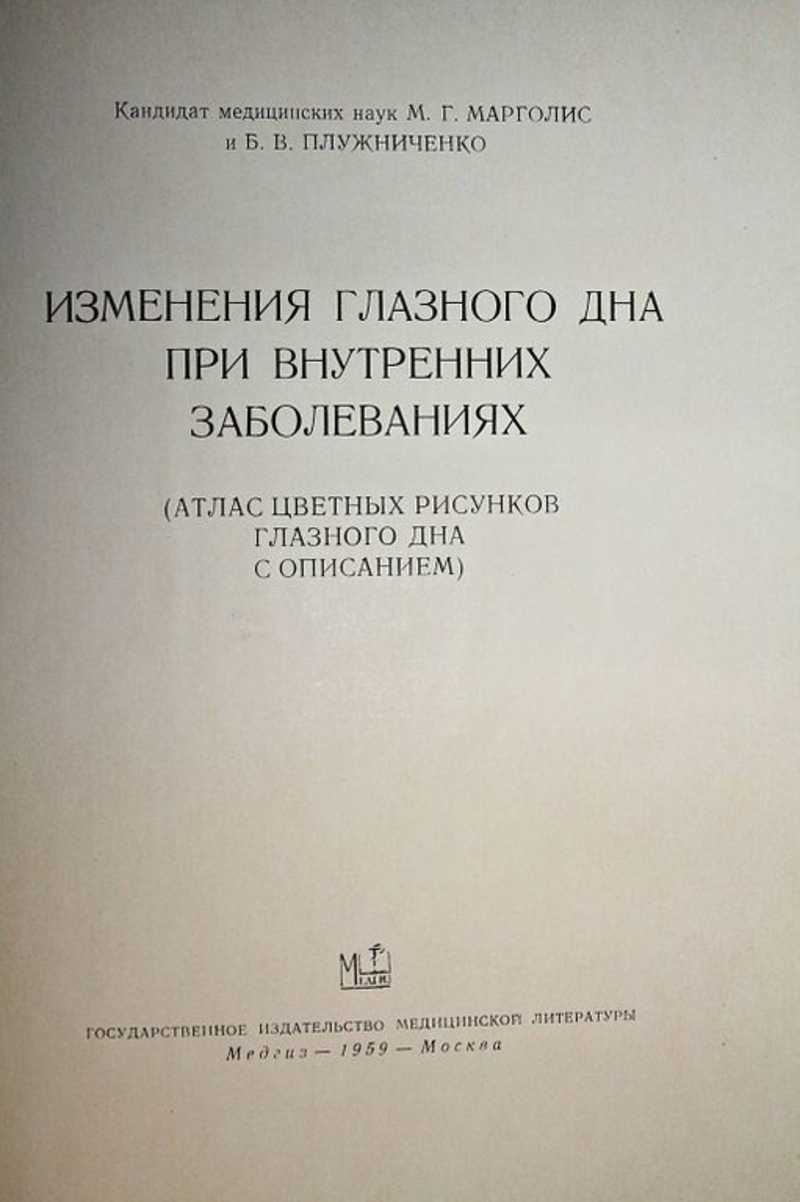 Кандидат медицинских наук М. Г. МАРГОЛИС
и Б. В. ПЛУЖНИЧЕНКО
ИЗМЕНЕНИЯ ГЛАЗНОГО ДНА
ПРИ ВНУТРЕННИХ
ЗАБОЛЕВАНИЯХ
(АТЛАС ЦВЕТНЫХ РИСУНКОВ
ГЛАЗНОГО ДНА
С ОПИСАНИЕМ)
ГОСУДАРСТВЕННОЕ ИЗДАТЕЛЬСТВО МЕДИЦИНСКОЙ ЛИТЕРАТУРЫ
Медгиз — 1959 — Москва